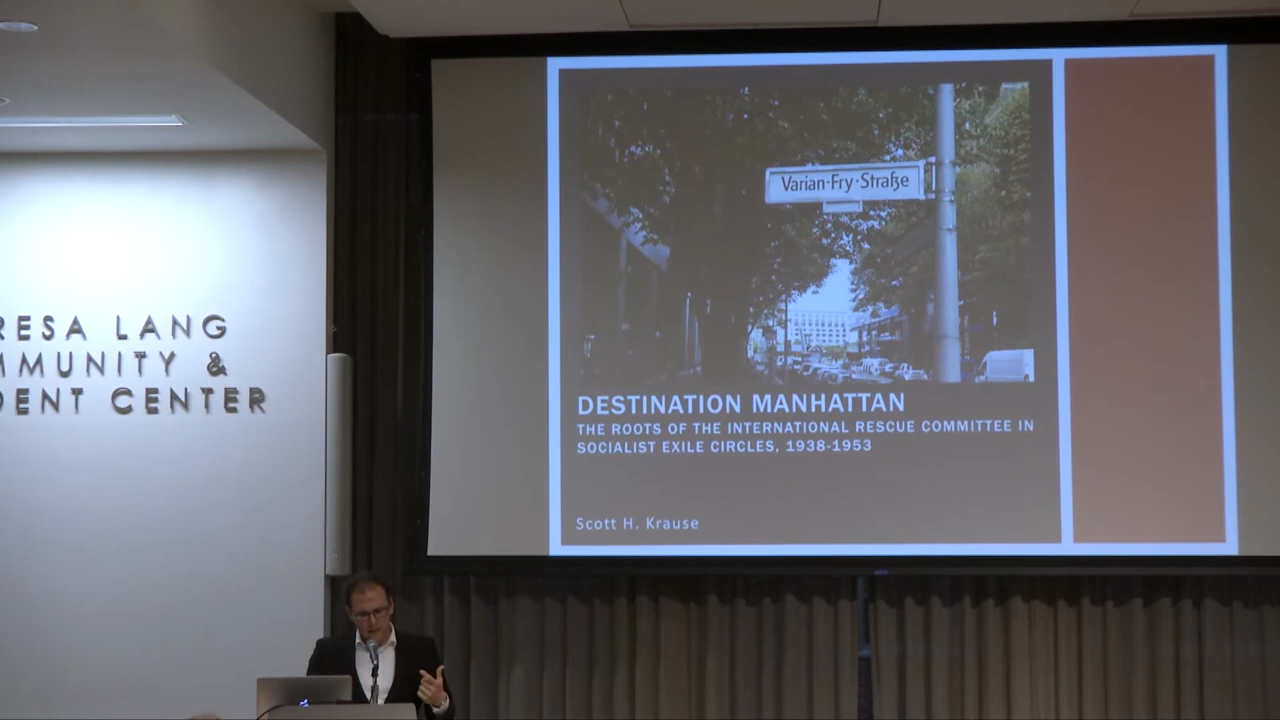 RESA LANG
MMUNITY &
DENT CENTER
Varian-Fry-Straße
DESTINATION MANHATTAN
THE ROOTS OF THE INTERNATIONAL RESCUE COMMITTEE IN
SOCIALIST EXILE CIRCLES, 1938-1953
Scott H. Krause